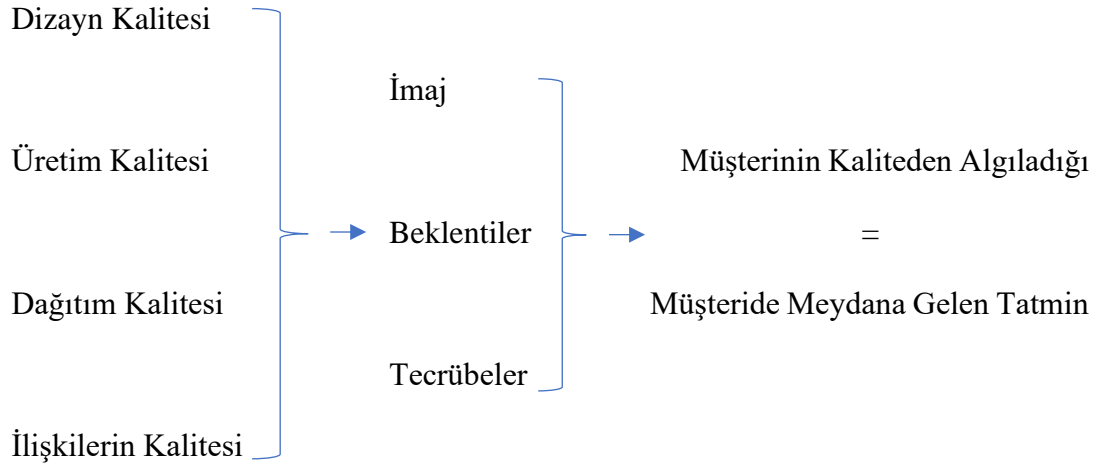 Dizayn Kalitesi
Üretim Kalitesi
Dağıtım Kalitesi
İlişkilerin Kalitesi
İmaj
Beklentiler
Tecrübeler
Müşterinin Kaliteden Algıladığı
=
Müşteride Meydana Gelen Tatmin